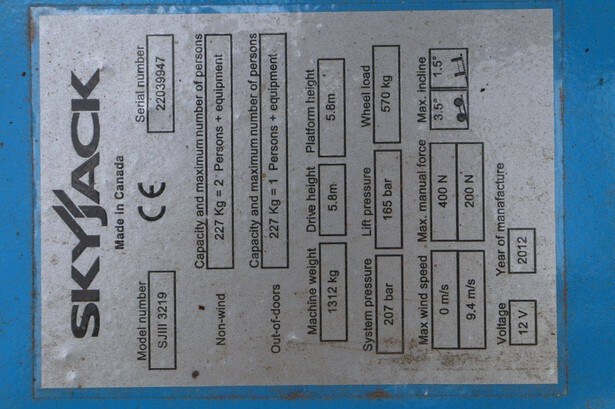 SKYJACK
Made in Canada
CE
Model number Serial number
SJIII 3219 22039947
Capacity and maximum number of persons
Non-wind 227 Kg = 2 Persons + equipment
Capacity and maximum number of persons
Out-of-doors 227 Kg = 1 Persons + equipment
Machine weight Drive height Platform height
1312 kg 5.8m 5.8m
System pressure Lift pressure Wheel load
207 bar 165 bar 570 kg
Max wind speed Max. manual force Max. incline
0 m/s 400 N 3.5° 1.5°
9.4 m/s 200 N
Voltage Year of manafacture
12 V 2012